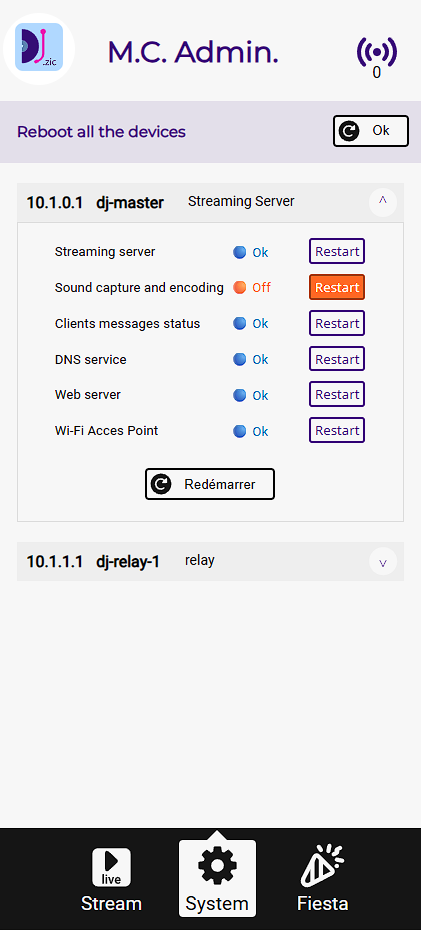 .zic
M.C. Admin.
0
Reboot all the devices
Ok
10.1.0.1 dj-master Streaming Server ^
Streaming server Ok Restart
Sound capture and encoding Off Restart
Clients messages status Ok Restart
DNS service Ok Restart
Web server Ok Restart
Wi-Fi Acces Point Ok Restart
Redémarrer
10.1.1.1 dj-relay-1 relay v
live
Stream System Fiesta